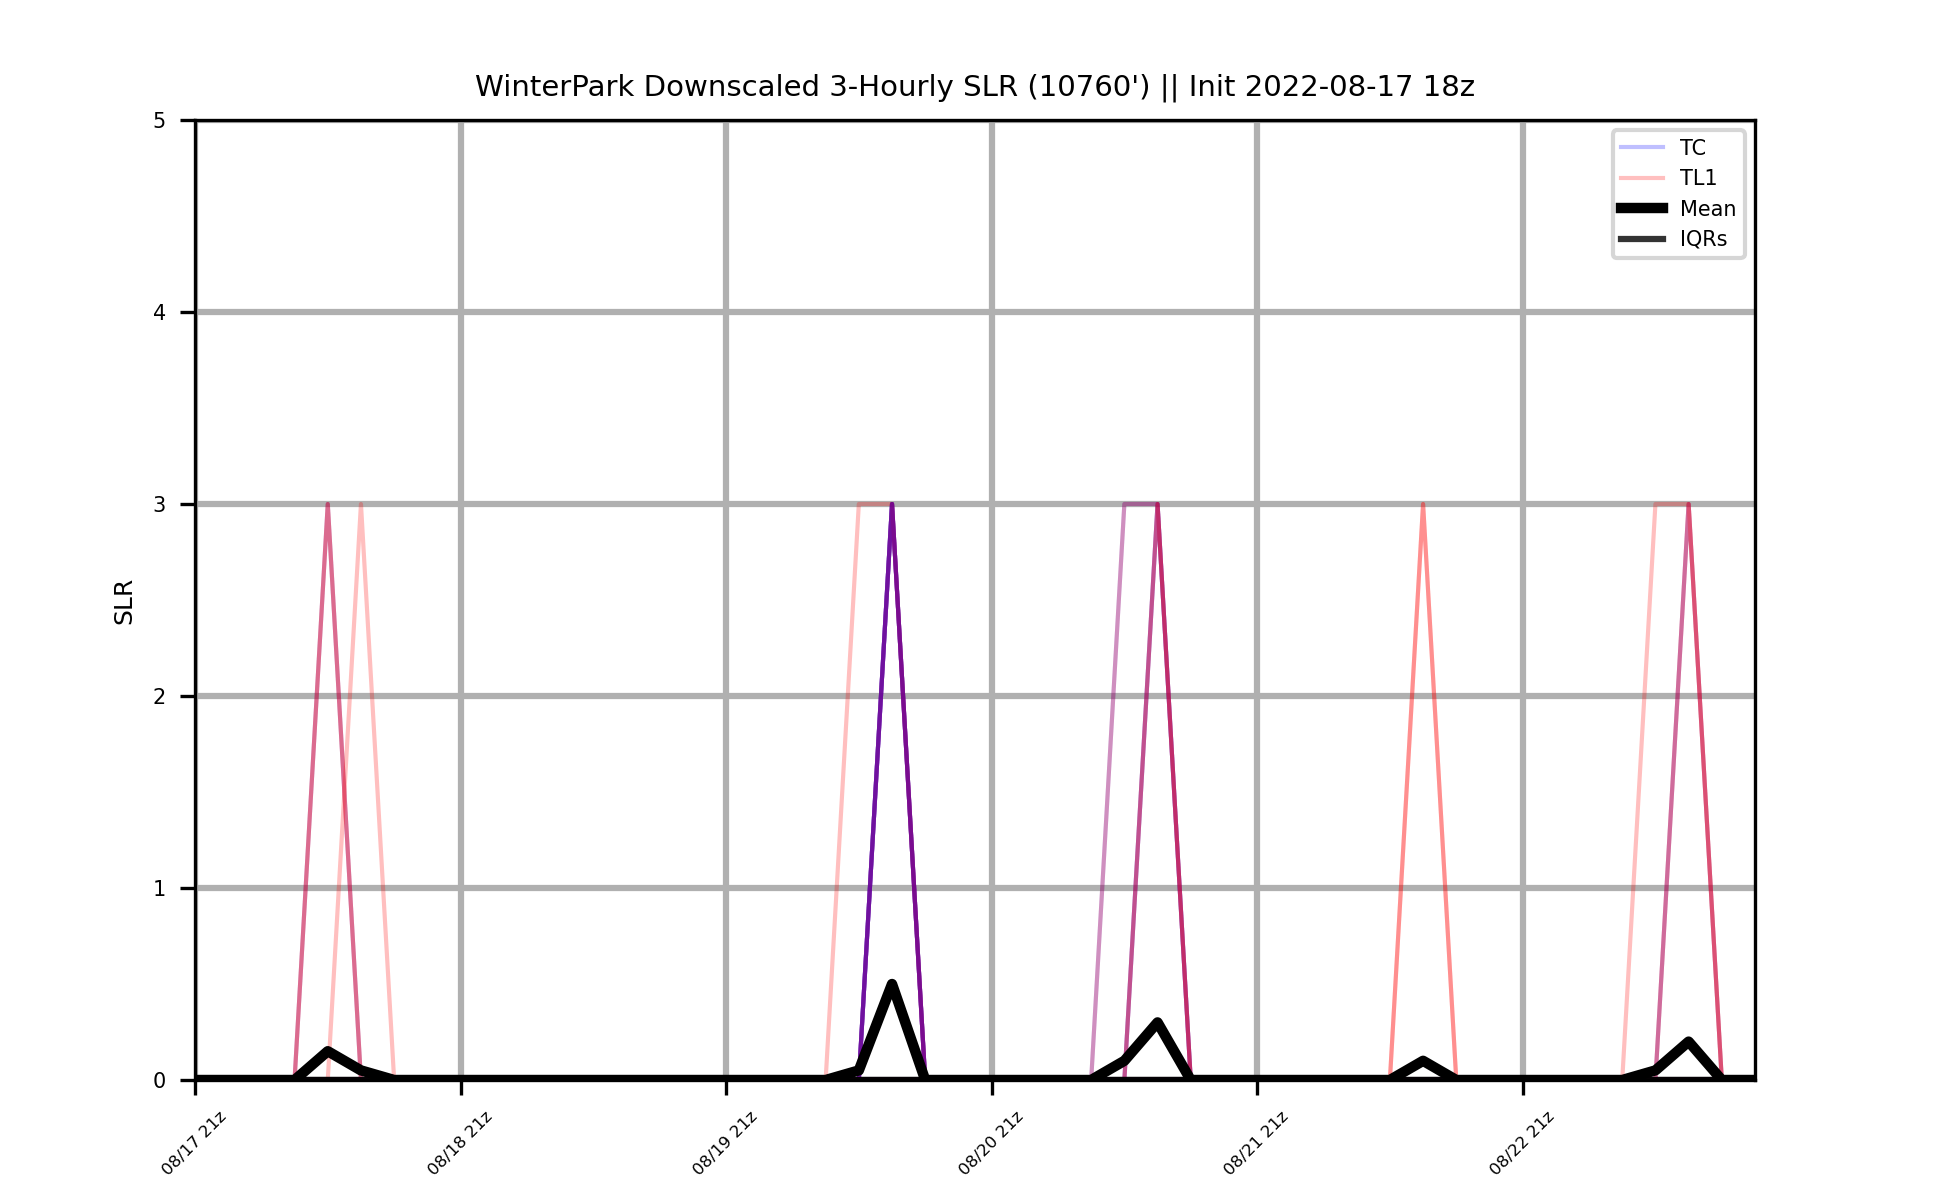 WinterPark Downscaled 3-Hourly SLR (10760') || Init 2022-08-17 18z
5
4
3
2
1
0
SLR
TC
TL1
Mean
IQRs
08/17 21z
08/18 21z
08/19 21z
08/20 21z
08/21 21z
08/22 21z